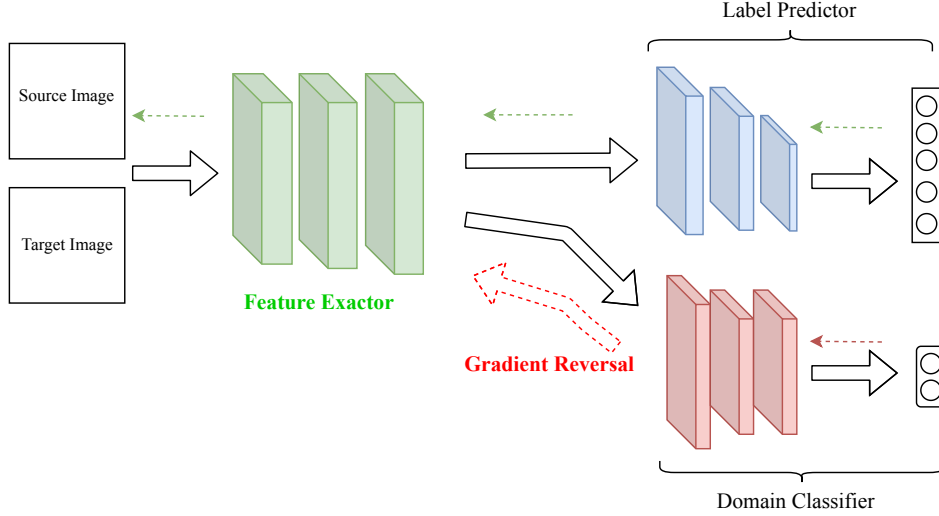 Label Predictor
Source Image
Target Image
Feature Exactor
Gradient Reversal
Domain Classifier